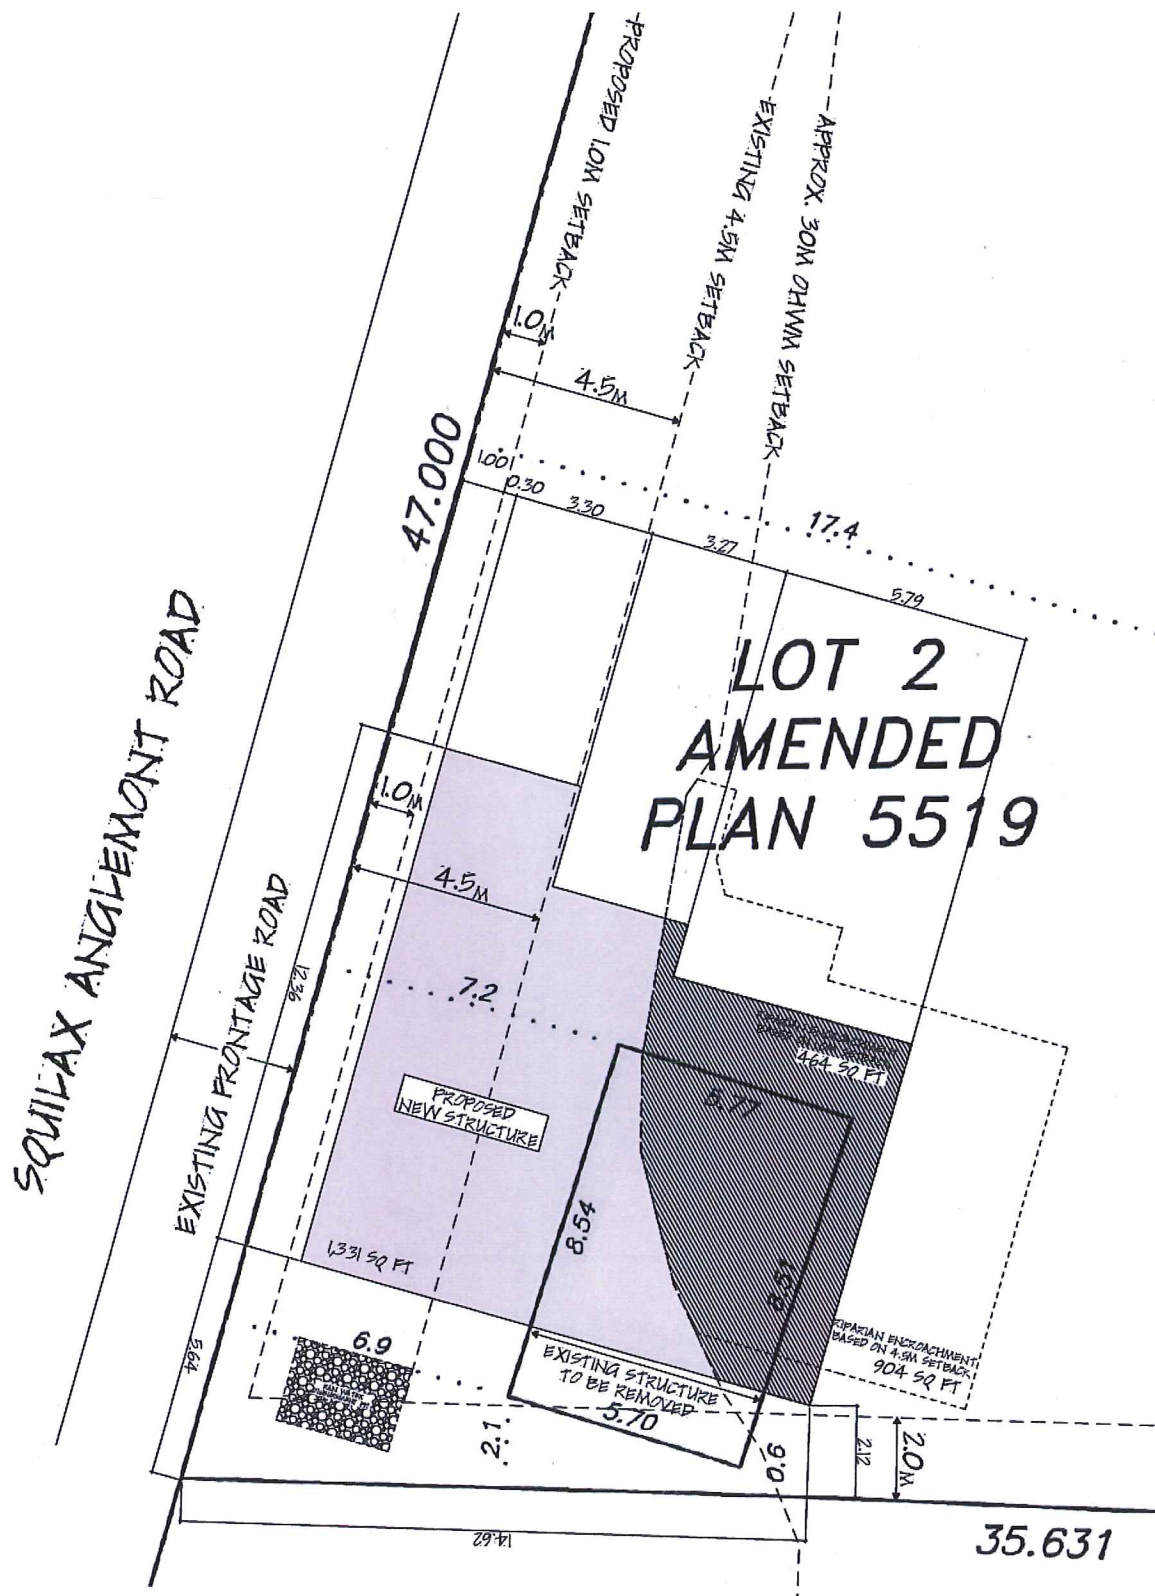 PROPOSED 1.0M SETBACK
EXISTING 4.5M SETBACK
APPROX. 30M OHWM SETBACK
1.0M
4.5M
47.000
1.001
0.30
3.30
3.27
17.4
5.79
LOT 2
AMENDED
PLAN 5519
SQUILAX ANGLEMONT ROAD
EXISTING FRONTAGE ROAD
1.0M
4.5M
12.36
7.2
464 SQ FT
PROPOSED
NEW STRUCTURE
5.77
8.54
8.51
1,331 SQ FT
RIPARIAN ENCROACHMENT
BASED ON 4.5M SETBACK
904 SQ FT
5.64
6.9
EXISTING STRUCTURE
TO BE REMOVED
5.70
2.1
0.6
2.12
2.0M
14.62
35.631